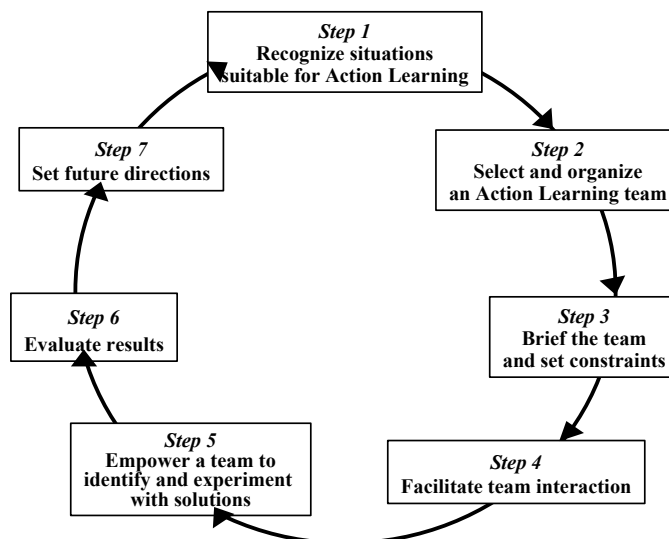 Step 1
Recognize situations
suitable for Action Learning
Step 2
Select and organize
an Action Learning team
Step 3
Brief the team
and set constraints
Step 4
Facilitate team interaction
Step 5
Empower a team to
identify and experiment
with solutions
Step 6
Evaluate results
Step 7
Set future directions